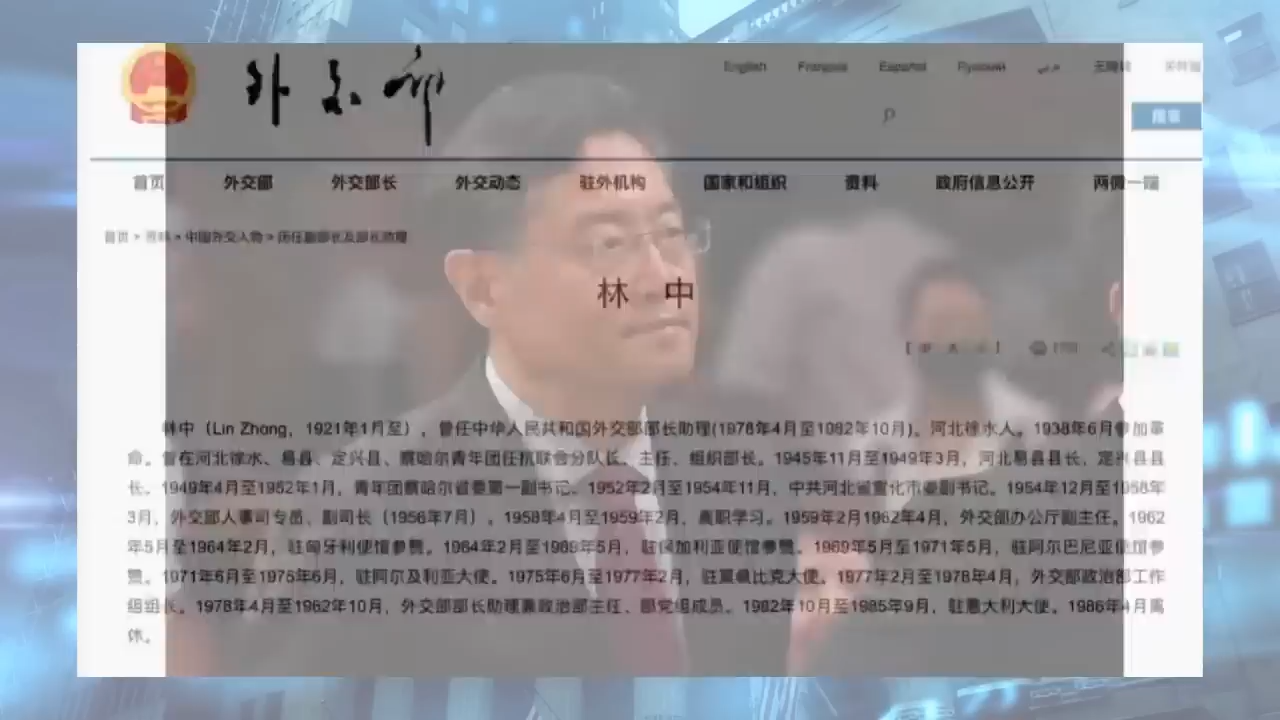 外交部
English Français Español Русский عربي
搜索
首页 外交部 外交部长 外交动态 驻外机构 国家和组织 资料 政府信息公开 两微一端
首页 > 资料 > 中国外交人物 > 历任副部长及部长助理
林 中
林中（Lin Zhong，1921年1月至），曾任中华人民共和国外交部部长助理(1978年4月至1982年10月)。河北徐水人。1938年6月参加革
命。曾在河北徐水、易县、定兴县、察哈尔青年团任抗联会分队长、主任、组织部长。1945年11月至1949年3月，河北易县县长、定兴县县
长。1949年4月至1952年1月，青年团察哈尔省委第一副书记。1952年2月至1954年11月，中共河北省宣化市委副书记。1954年12月至1958年
3月，外交部人事司专员、副司长（1956年7月）。1958年4月至1959年2月，离职学习。1959年2月1962年4月，外交部办公厅副主任。1962
年5月至1964年2月，驻匈牙利使馆参赞。1964年2月至1969年5月，驻保加利亚使馆参赞。1969年5月至1971年5月，驻阿尔巴尼亚使馆参
赞。1971年6月至1975年6月，驻阿尔及利亚大使。1975年6月至1977年2月，驻莫桑比克大使。1977年2月至1978年4月，外交部政治部工作
组组长。1978年4月至1982年10月，外交部部长助理兼政治部主任、部党组成员。1982年10月至1985年9月，驻意大利大使。1986年4月离
休。